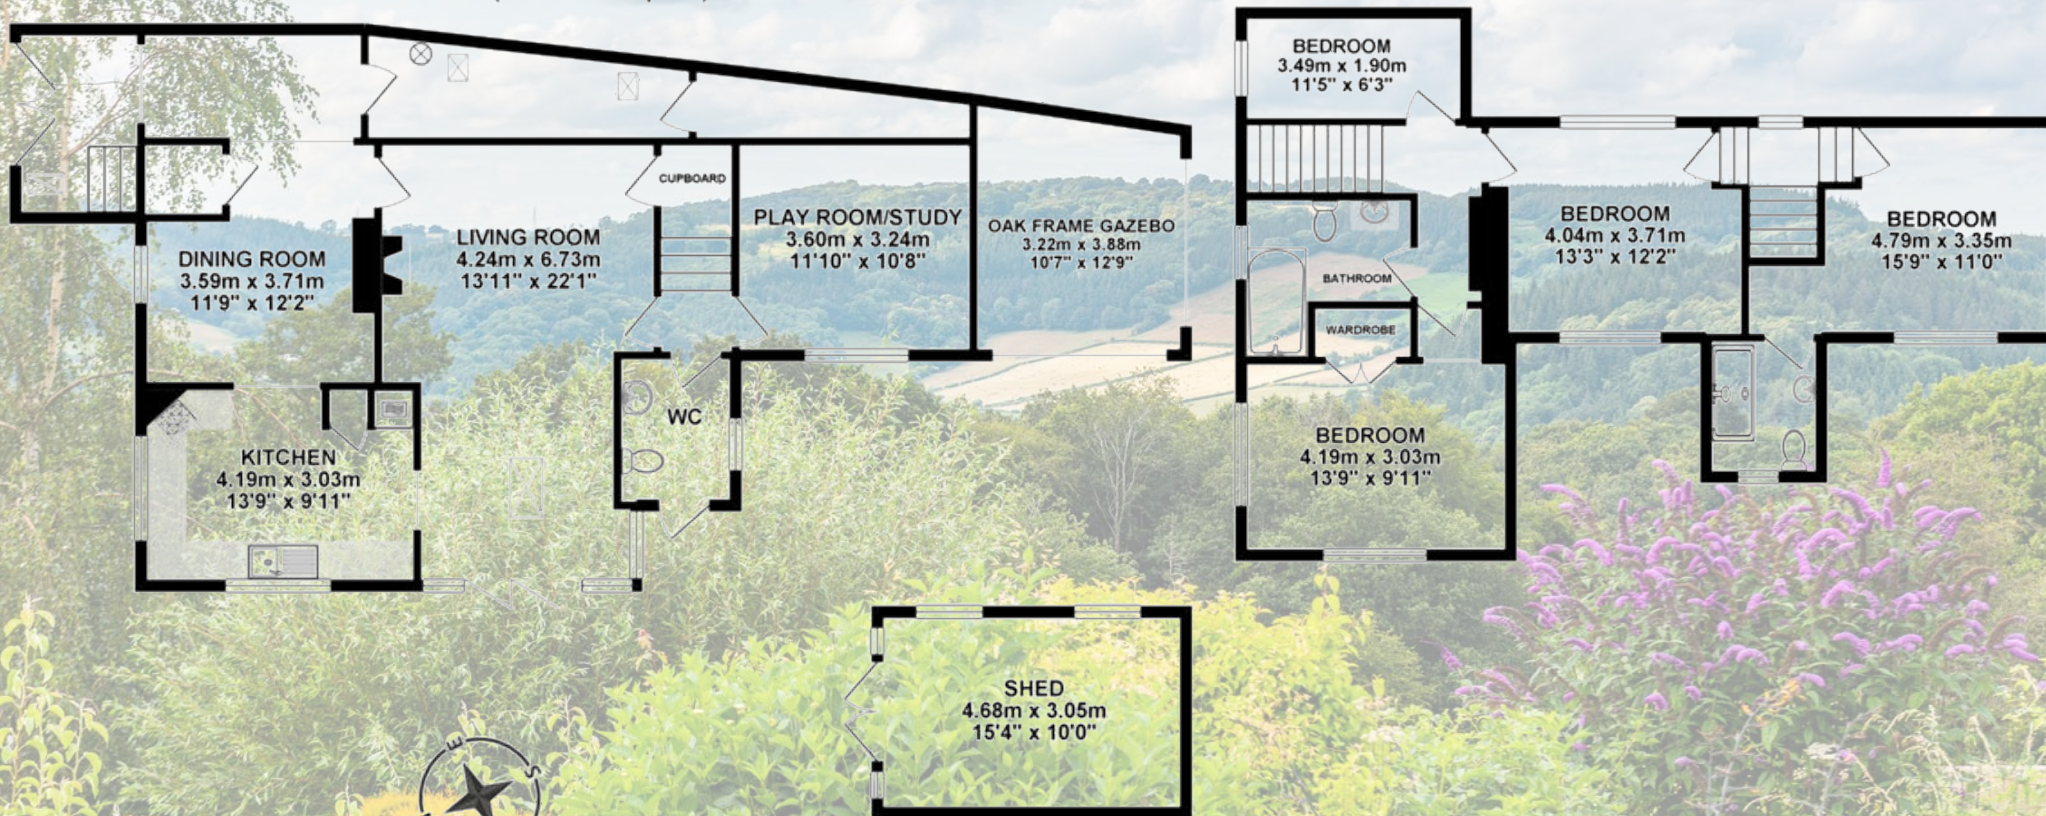 BEDROOM
3.49m x 1.90m
11'5" x 6'3"
CUPBOARD
PLAY ROOM/STUDY
3.60m x 3.24m
11'10" x 10'8"
OAK FRAME GAZEBO
3.22m x 3.88m
10'7" x 12'9"
LIVING ROOM
4.24m x 6.73m
13'11" x 22'1"
DINING ROOM
3.59m x 3.71m
11'9" x 12'2"
BEDROOM
4.04m x 3.71m
13'3" x 12'2"
BEDROOM
4.79m x 3.35m
15'9" x 11'0"
BATHROOM
WARDROBE
WC
KITCHEN
4.19m x 3.03m
13'9" x 9'11"
BEDROOM
4.19m x 3.03m
13'9" x 9'11"
SHED
4.68m x 3.05m
15'4" x 10'0"
E
S